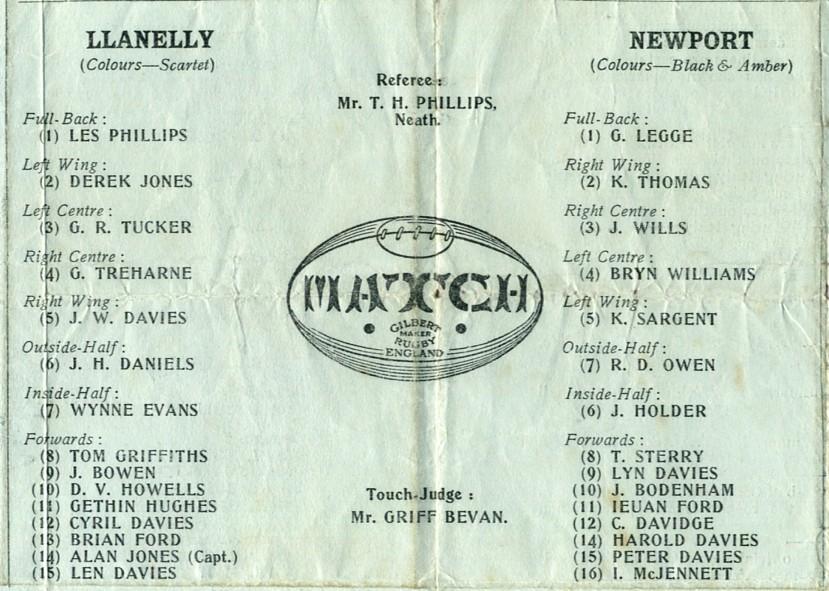 LLANELLY
(Colours—Scartet)
Full-Back :
(1) LES PHILLIPS
Left Wing :
(2) DEREK JONES
Left Centre :
(3) G. R. TUCKER
Right Centre :
(4) G. TREHARNE
Right Wing :
(5) J. W. DAVIES
Outside-Half :
(6) J. H. DANIELS
Inside-Half :
(7) WYNNE EVANS
Forwards :
(8) TOM GRIFFITHS
(9) J. BOWEN
(10) D. V. HOWELLS
(11) GETHIN HUGHES
(12) CYRIL DAVIES
(13) BRIAN FORD
(14) ALAN JONES (Capt.)
(15) LEN DAVIES
Referee :
Mr. T. H. PHILLIPS,
Neath.
MATCH
GILBERT
MAKER
RUGBY
ENGLAND
Touch-Judge :
Mr. GRIFF BEVAN.
NEWPORT
(Colours—Black & Amber)
Full-Back :
(1) G. LEGGE
Right Wing :
(2) K. THOMAS
Right Centre :
(3) J. WILLS
Left Centre :
(4) BRYN WILLIAMS
Left Wing :
(5) K. SARGENT
Outside-Half :
(7) R. D. OWEN
Inside-Half :
(6) J. HOLDER
Forwards :
(8) T. STERRY
(9) LYN DAVIES
(10) J. BODENHAM
(11) IEUAN FORD
(12) C. DAVIDGE
(14) HAROLD DAVIES
(15) PETER DAVIES
(16) I. McJENNETT